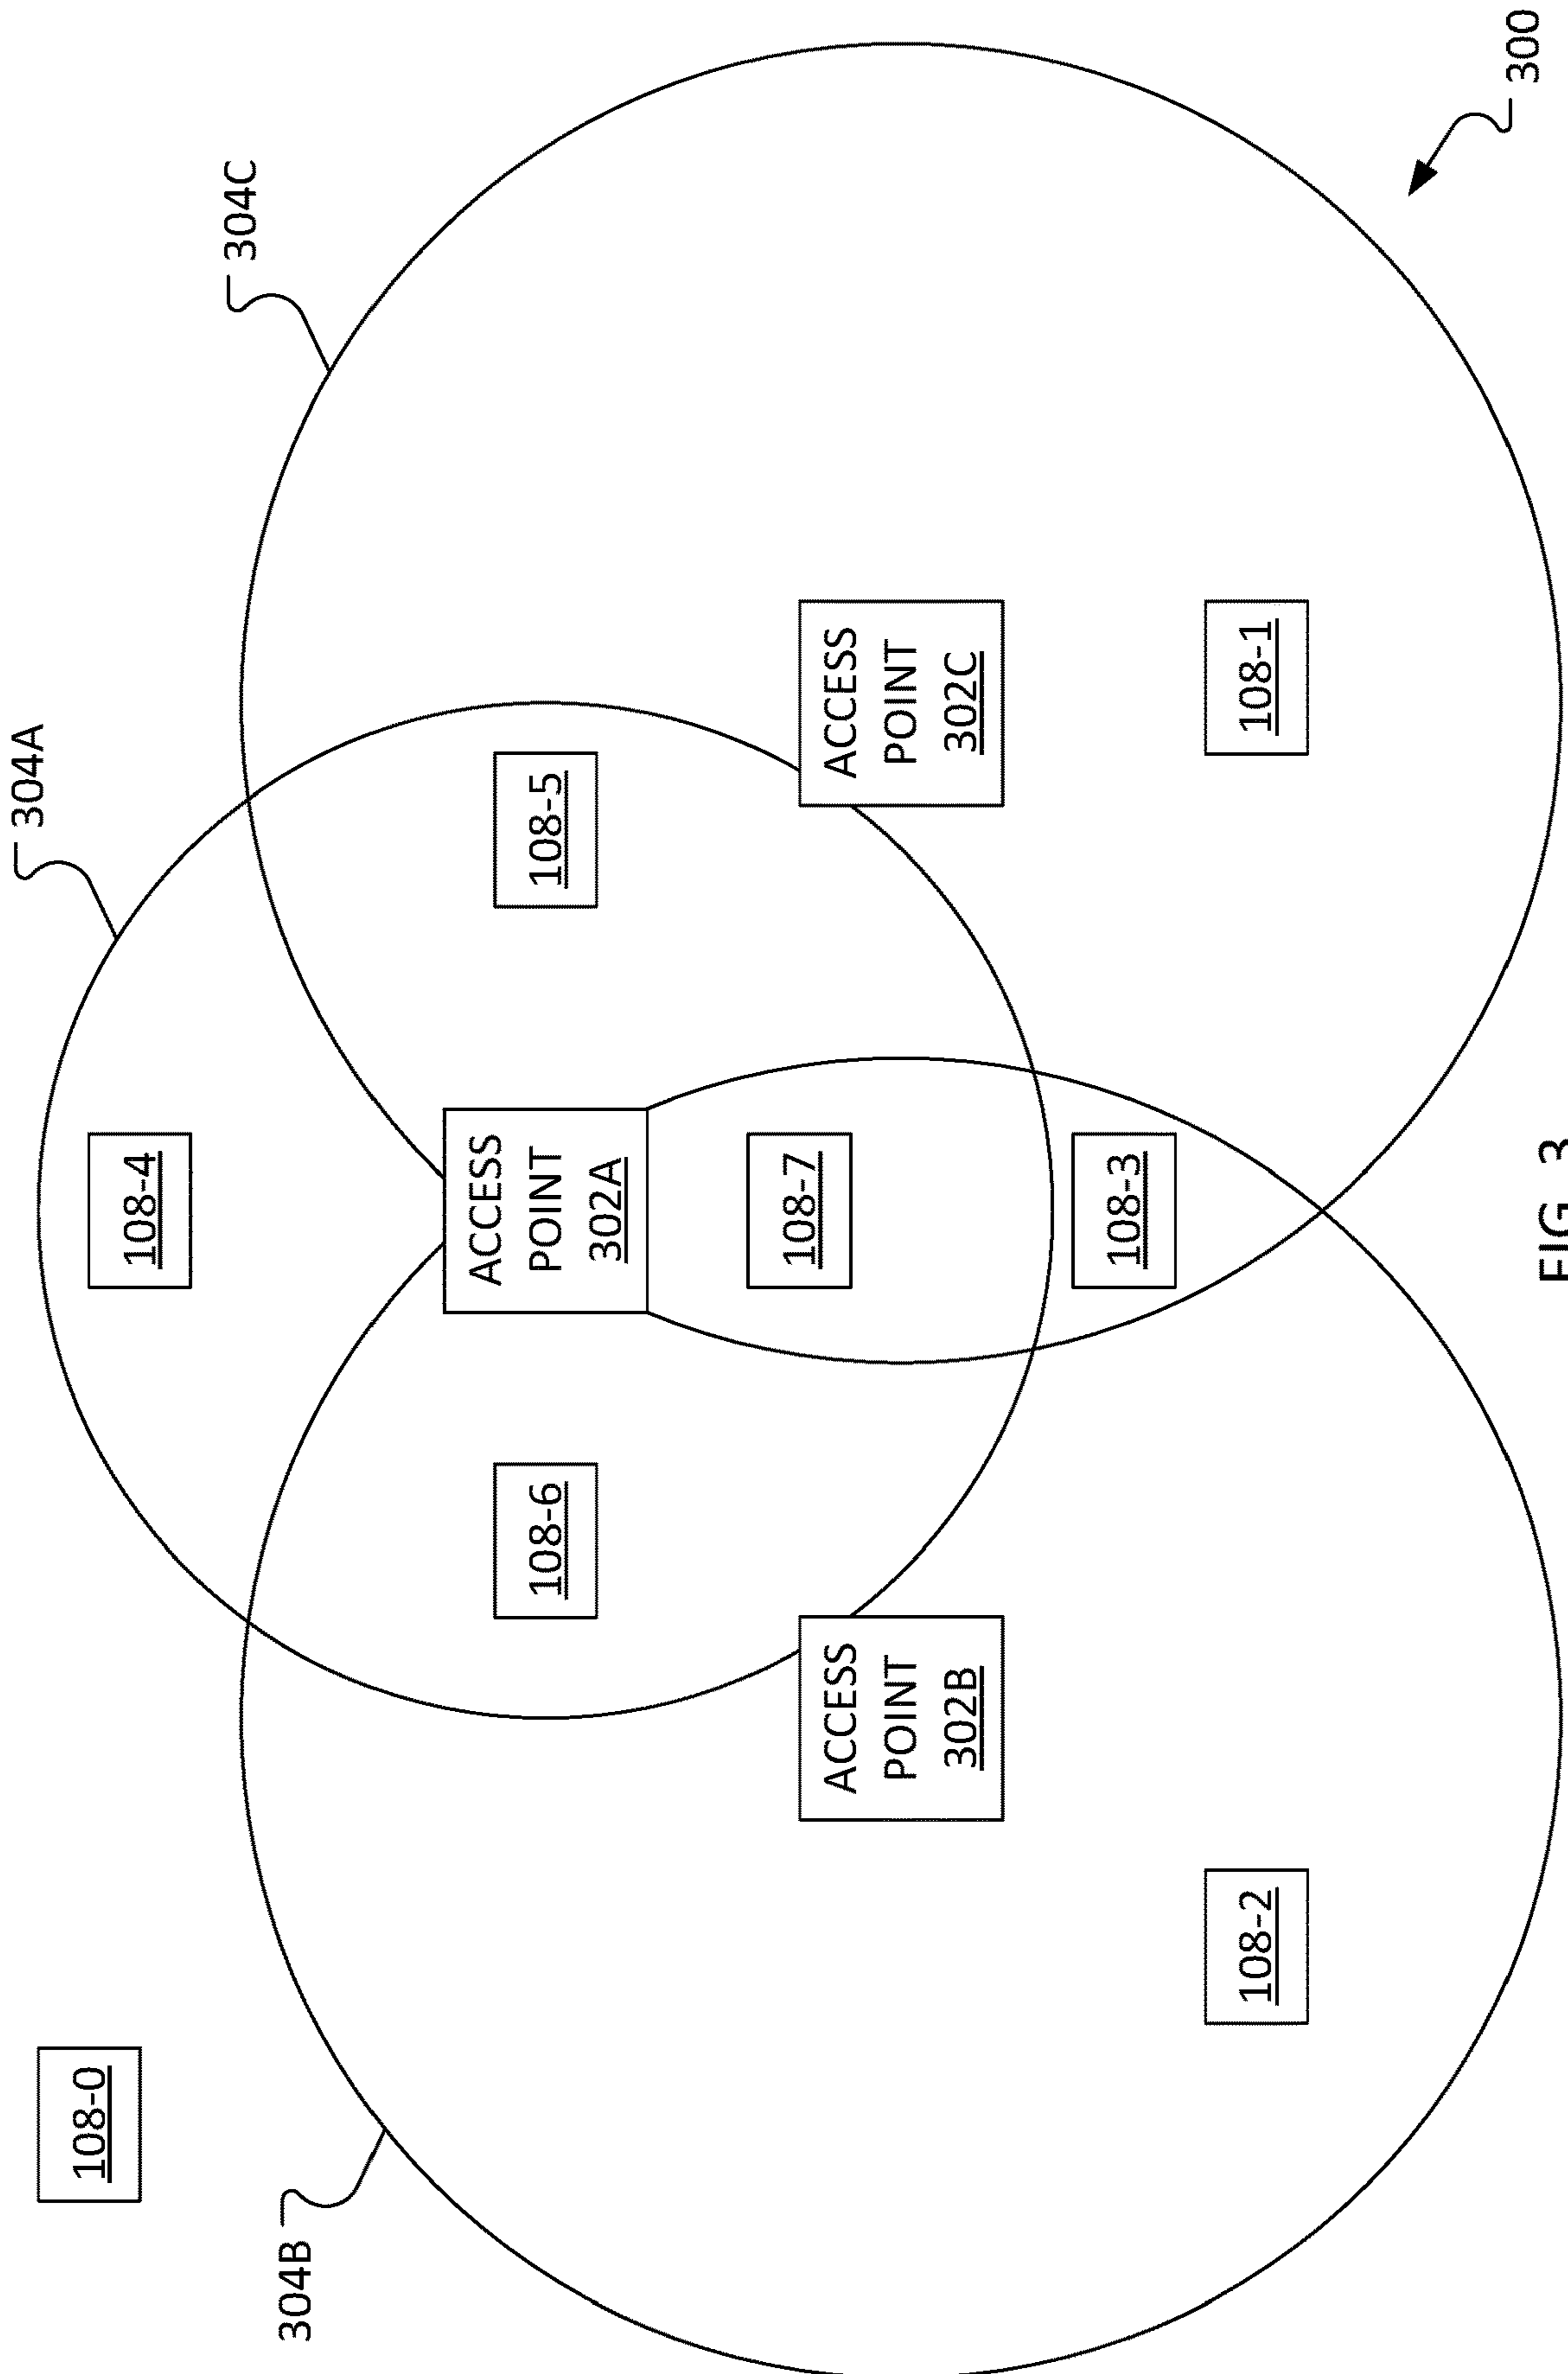 304A
108-0
108-4
304C
304B
ACCESS
POINT
302A
108-6
108-5
108-7
ACCESS
POINT
302B
ACCESS
POINT
302C
108-3
108-2
108-1
300
FIG. 3